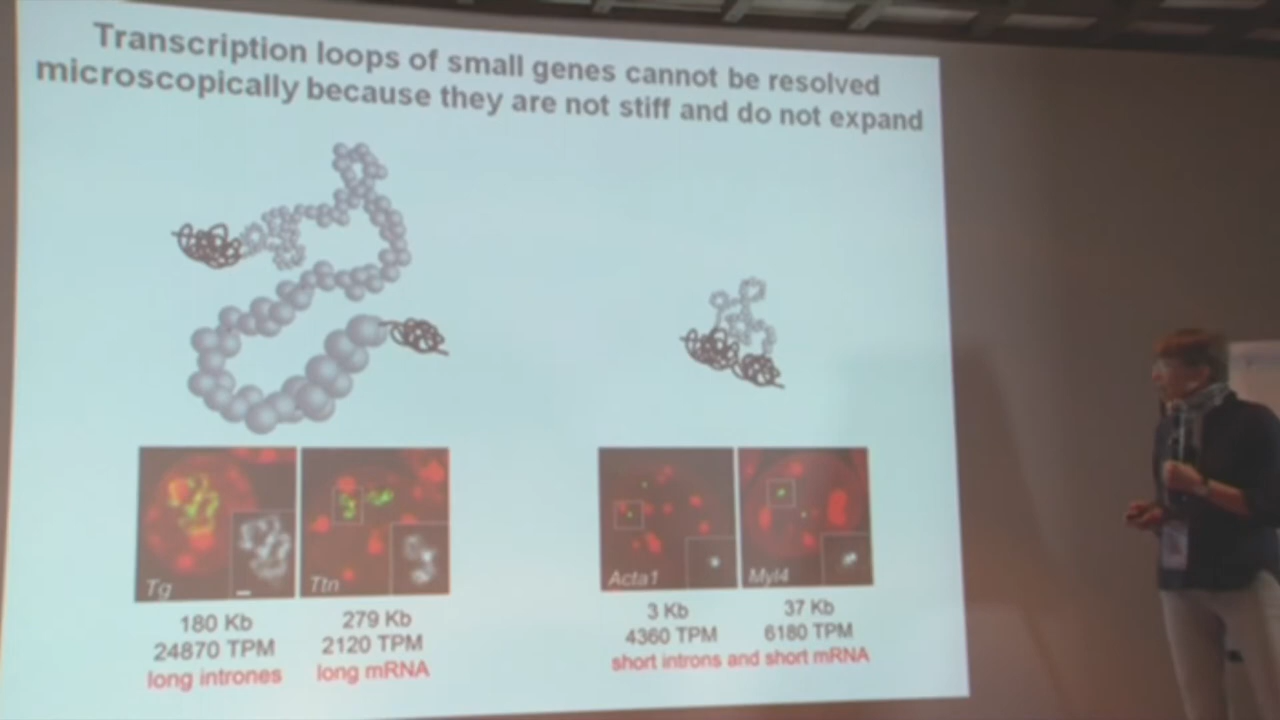 Transcription loops of small genes cannot be resolved
microscopically because they are not stiff and do not expand
Tg
Ttn
Acta1
Myl4
180 Kb
24870 TPM
long intrones
279 Kb
2120 TPM
long mRNA
3 Kb
4360 TPM
37 Kb
6180 TPM
short introns and short mRNA